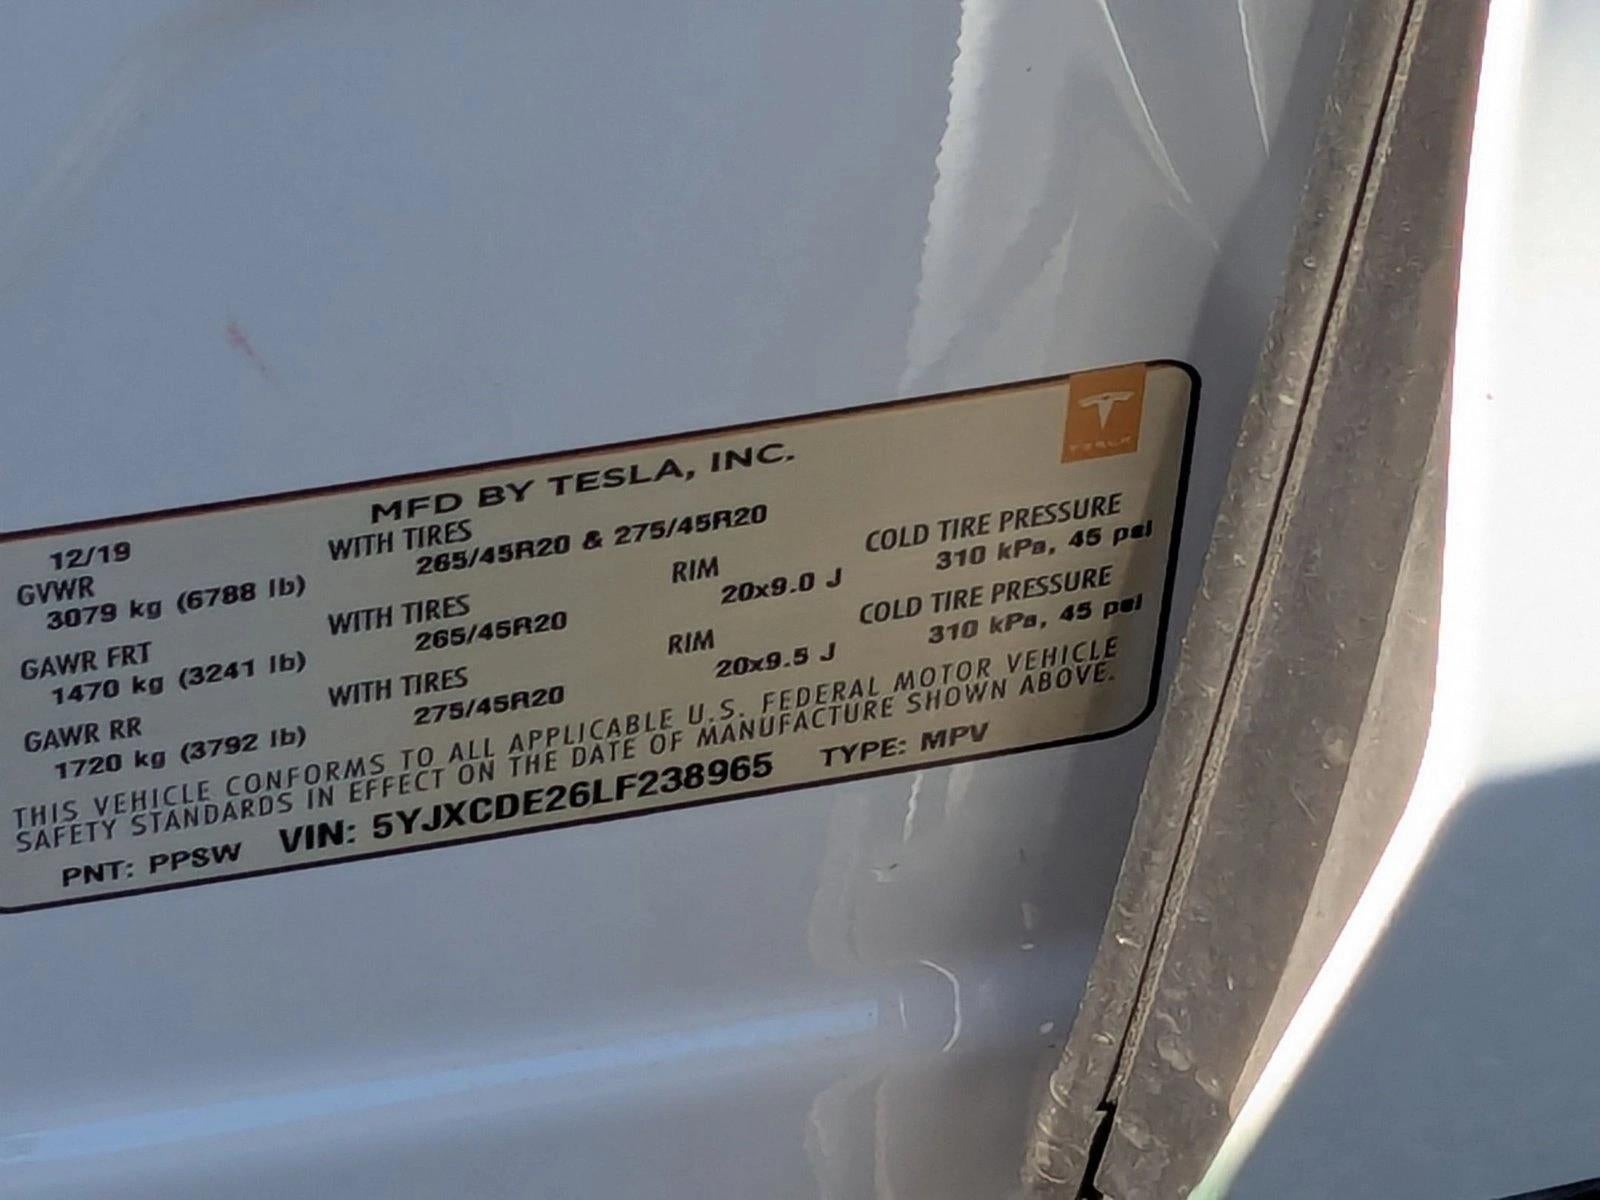 TESLA
MFD BY TESLA, INC.
12/19
GVWR WITH TIRES
3079 kg (6788 lb) 265/45R20 & 275/45R20
GAWR FRT WITH TIRES RIM COLD TIRE PRESSURE
1470 kg (3241 lb) 265/45R20 20x9.0 J 310 kPa, 45 psi
GAWR RR WITH TIRES RIM COLD TIRE PRESSURE
1720 kg (3792 lb) 275/45R20 20x9.5 J 310 kPa, 45 psi
THIS VEHICLE CONFORMS TO ALL APPLICABLE U.S. FEDERAL MOTOR VEHICLE
SAFETY STANDARDS IN EFFECT ON THE DATE OF MANUFACTURE SHOWN ABOVE.
PNT: PPSW VIN: 5YJXCDE26LF238965 TYPE: MPV